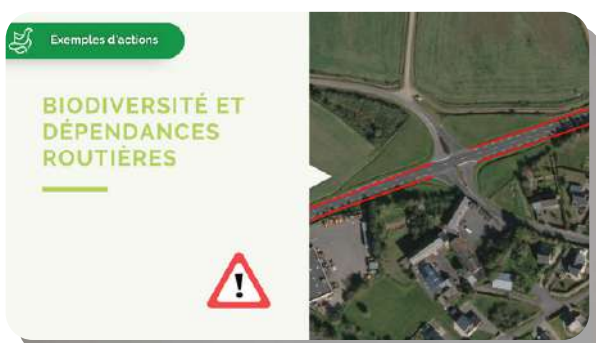 Exemples d'actions
BIODIVERSITÉ ET
DÉPENDANCES
ROUTIÈRES
!